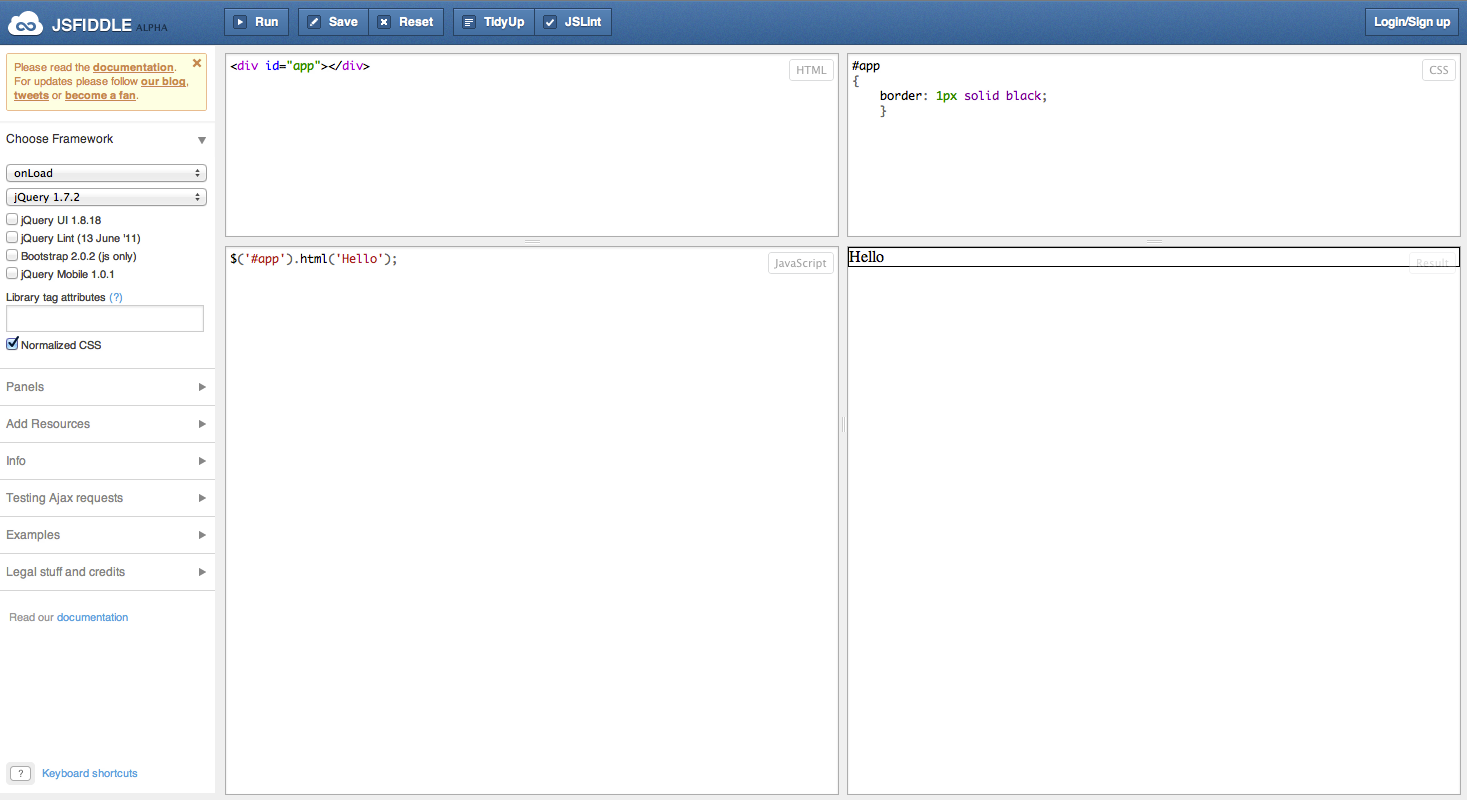 JSFIDDLE ALPHA
Run
Save
Reset
TidyUp
JSLint
Login/Sign up
Please read the documentation.
For updates please follow our blog,
tweets or become a fan.
Choose Framework
onLoad
jQuery 1.7.2
jQuery UI 1.8.18
jQuery Lint (13 June '11)
Bootstrap 2.0.2 (js only)
jQuery Mobile 1.0.1
Library tag attributes (?)
Normalized CSS
Panels
Add Resources
Info
Testing Ajax requests
Examples
Legal stuff and credits
Read our documentation
? Keyboard shortcuts
<div id="app"></div>
HTML
#app
{
border: 1px solid black;
}
CSS
$('#app').html('Hello');
JavaScript
Hello
Result